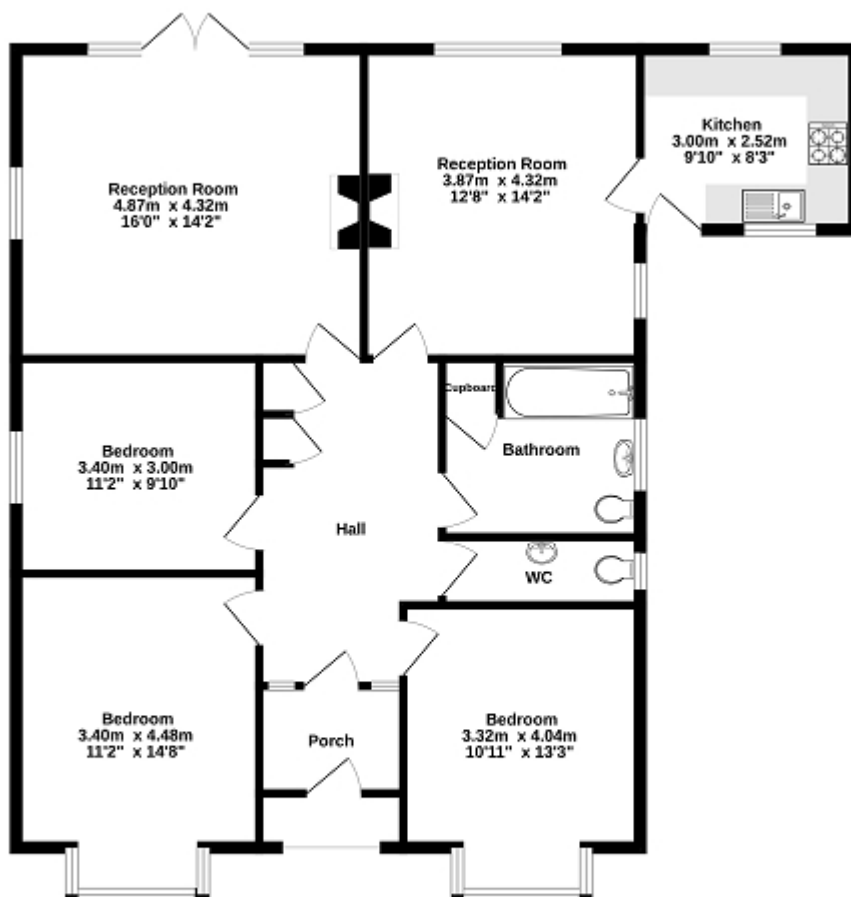 Kitchen
3.00m x 2.52m
9'10" x 8'3"
Reception Room
3.87m x 4.32m
12'8" x 14'2"
Reception Room
4.87m x 4.32m
16'0" x 14'2"
Cupboard
Bedroom
3.40m x 3.00m
11'2" x 9'10"
Bathroom
Hall
WC
Bedroom
3.40m x 4.48m
11'2" x 14'8"
Porch
Bedroom
3.32m x 4.04m
10'11" x 13'3"